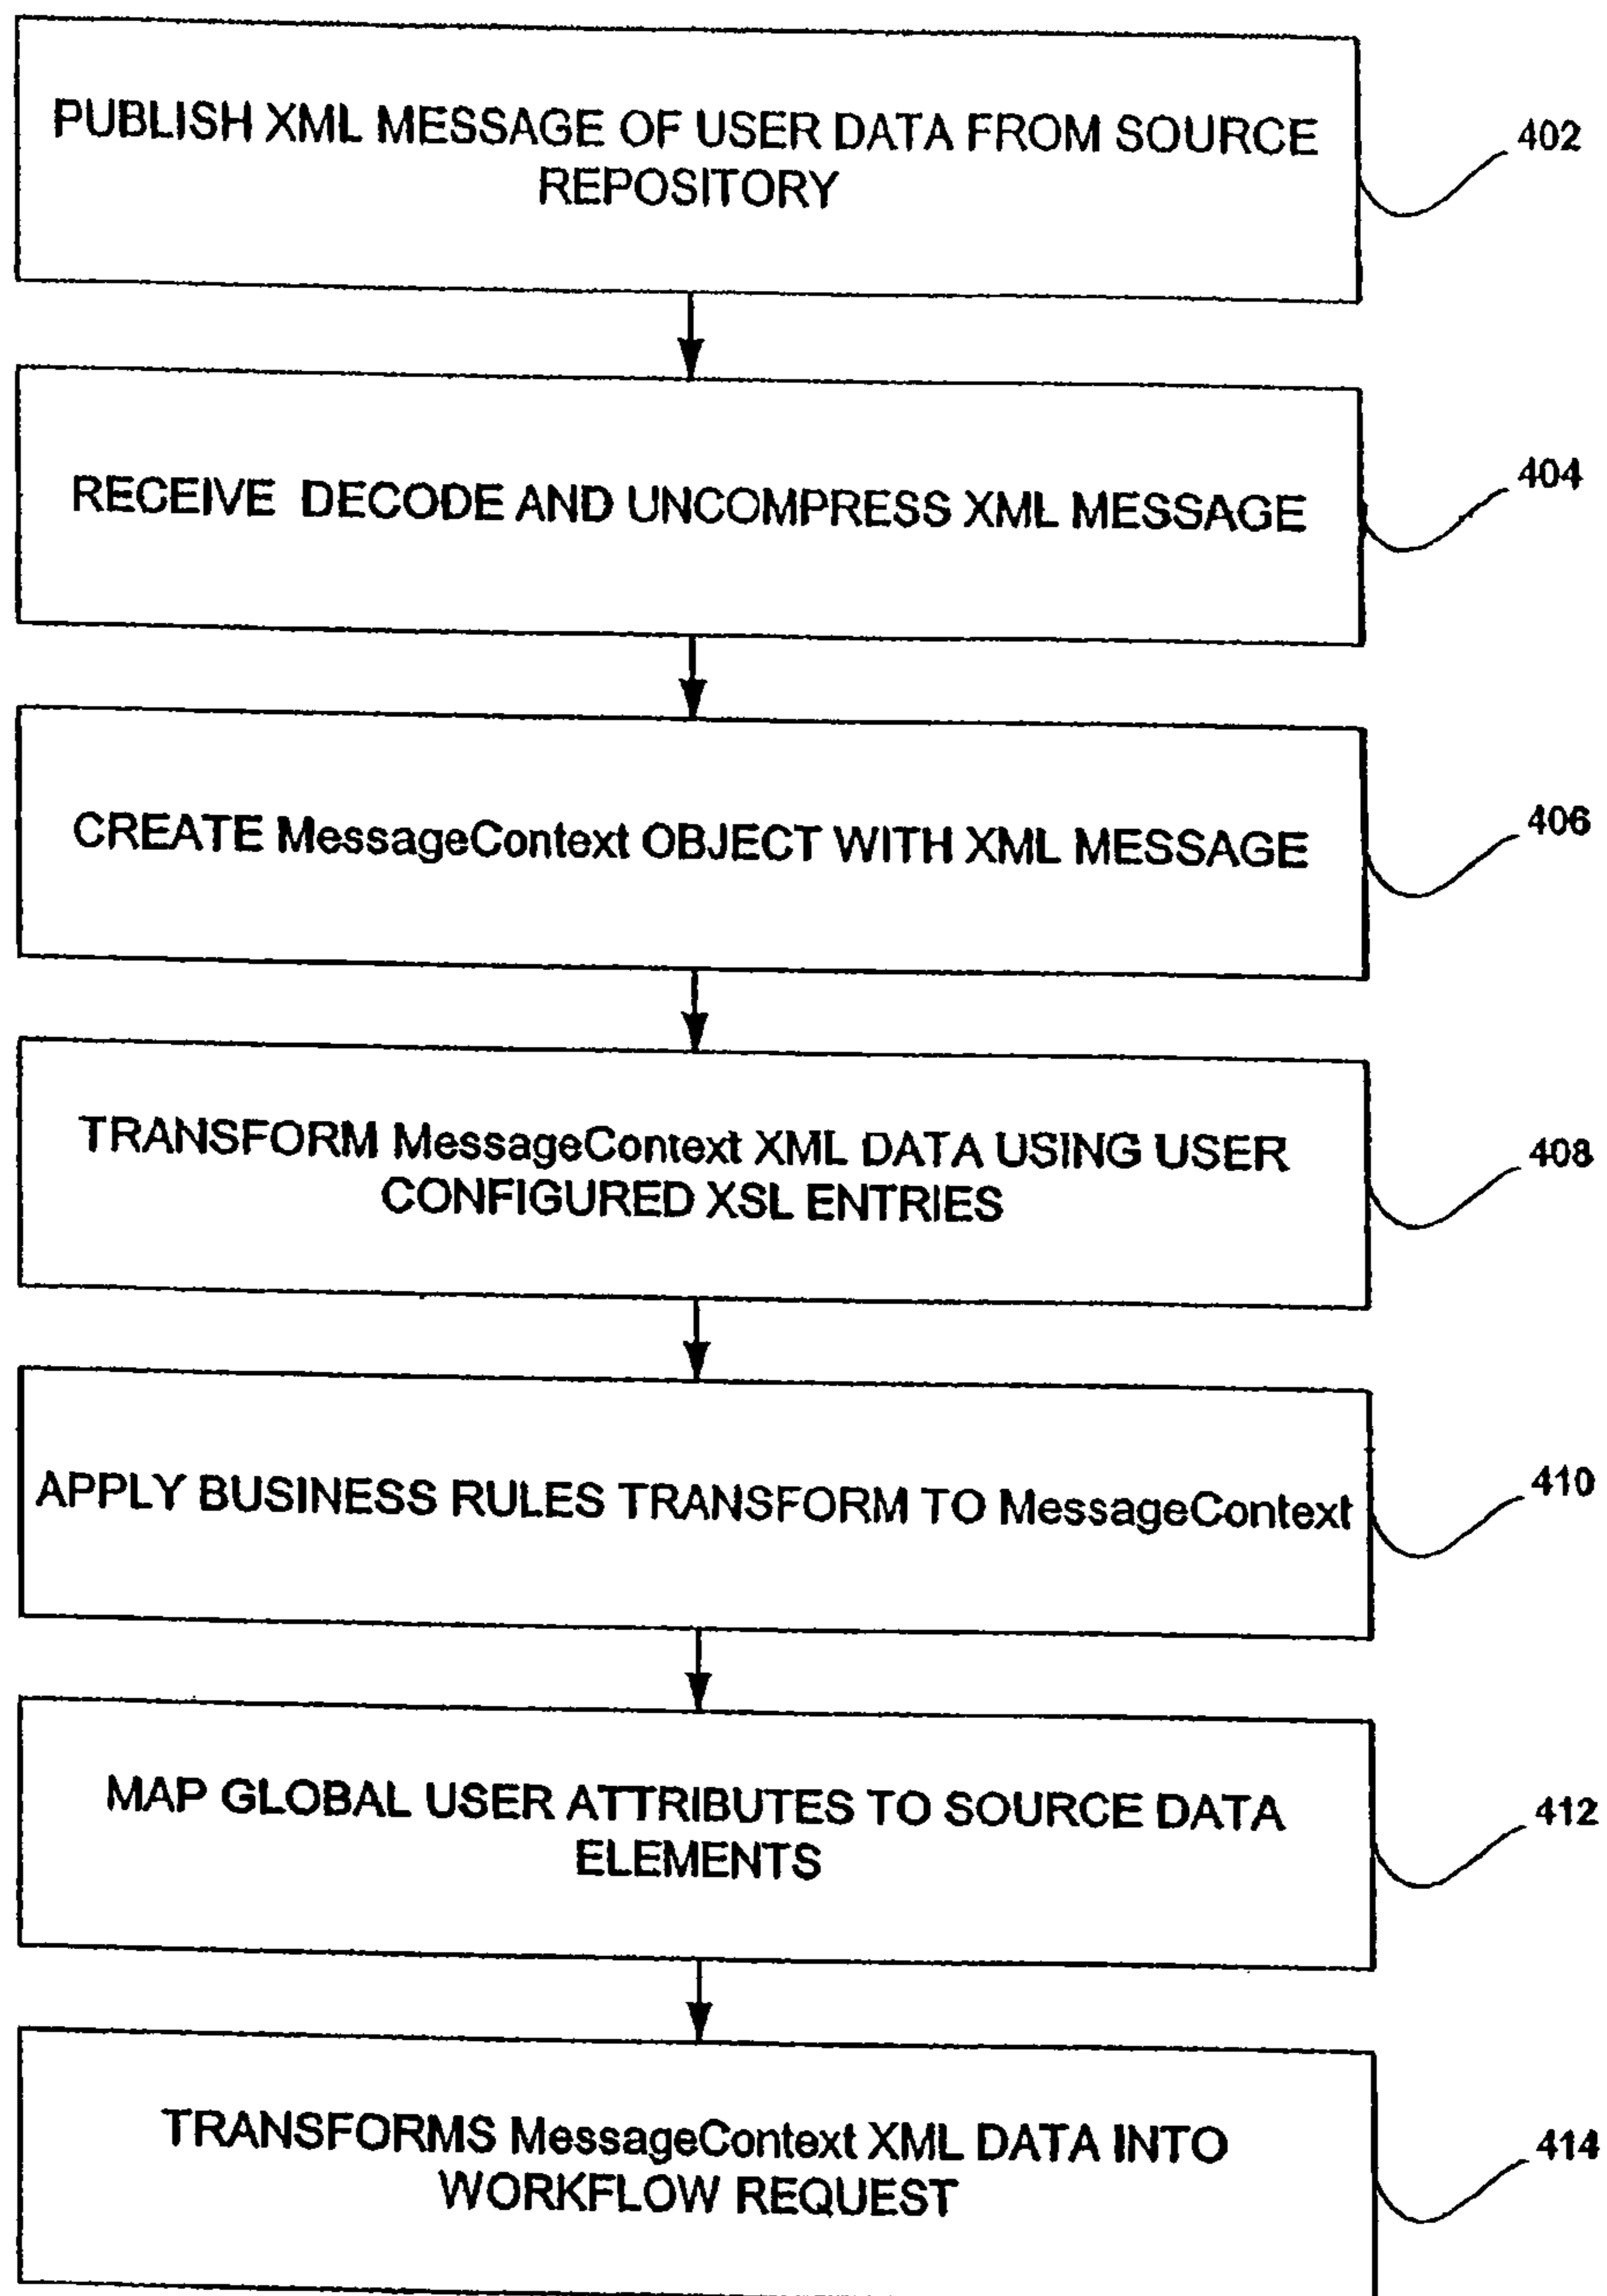 PUBLISH XML MESSAGE OF USER DATA FROM SOURCE
REPOSITORY
402
RECEIVE DECODE AND UNCOMPRESS XML MESSAGE
404
CREATE MessageContext OBJECT WITH XML MESSAGE
406
TRANSFORM MessageContext XML DATA USING USER
CONFIGURED XSL ENTRIES
408
APPLY BUSINESS RULES TRANSFORM TO MessageContext
410
MAP GLOBAL USER ATTRIBUTES TO SOURCE DATA
ELEMENTS
412
TRANSFORMS MessageContext XML DATA INTO
WORKFLOW REQUEST
414